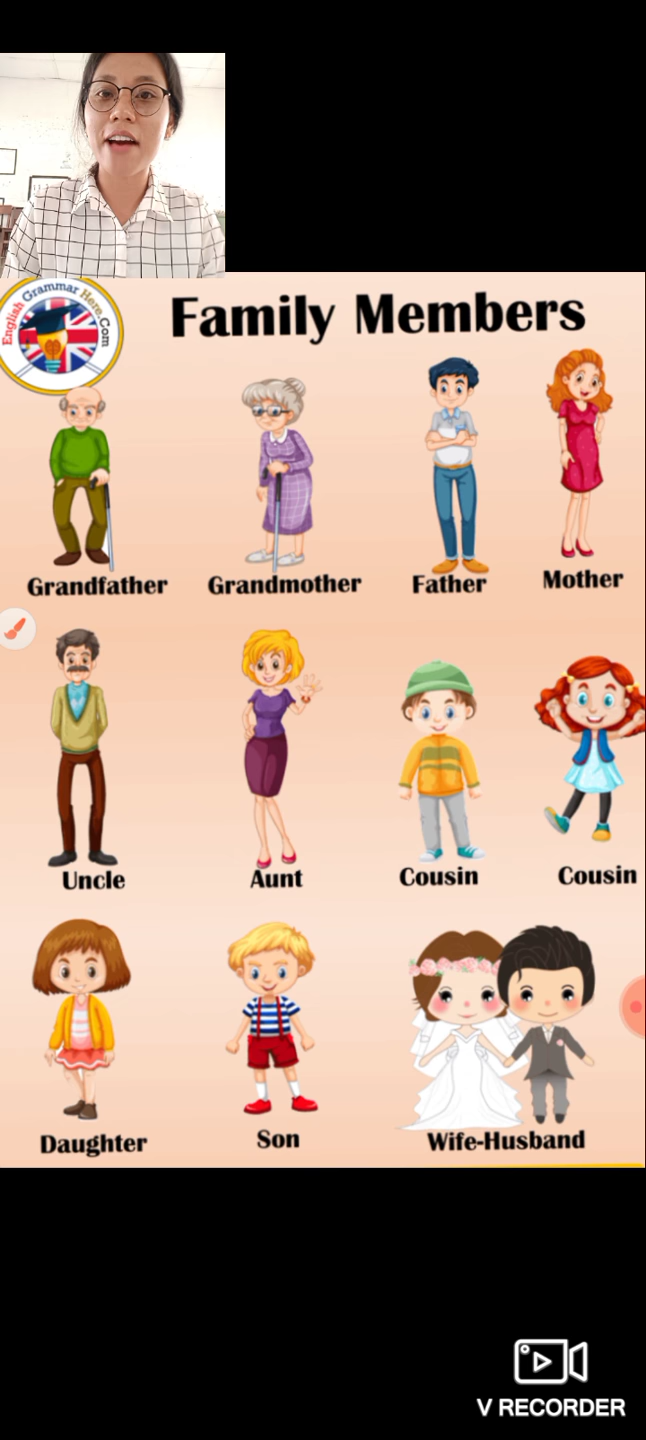 English Grammar Here.Com
Family Members
Grandfather Grandmother Father Mother
Uncle Aunt Cousin Cousin
Daughter Son Wife-Husband
V RECORDER